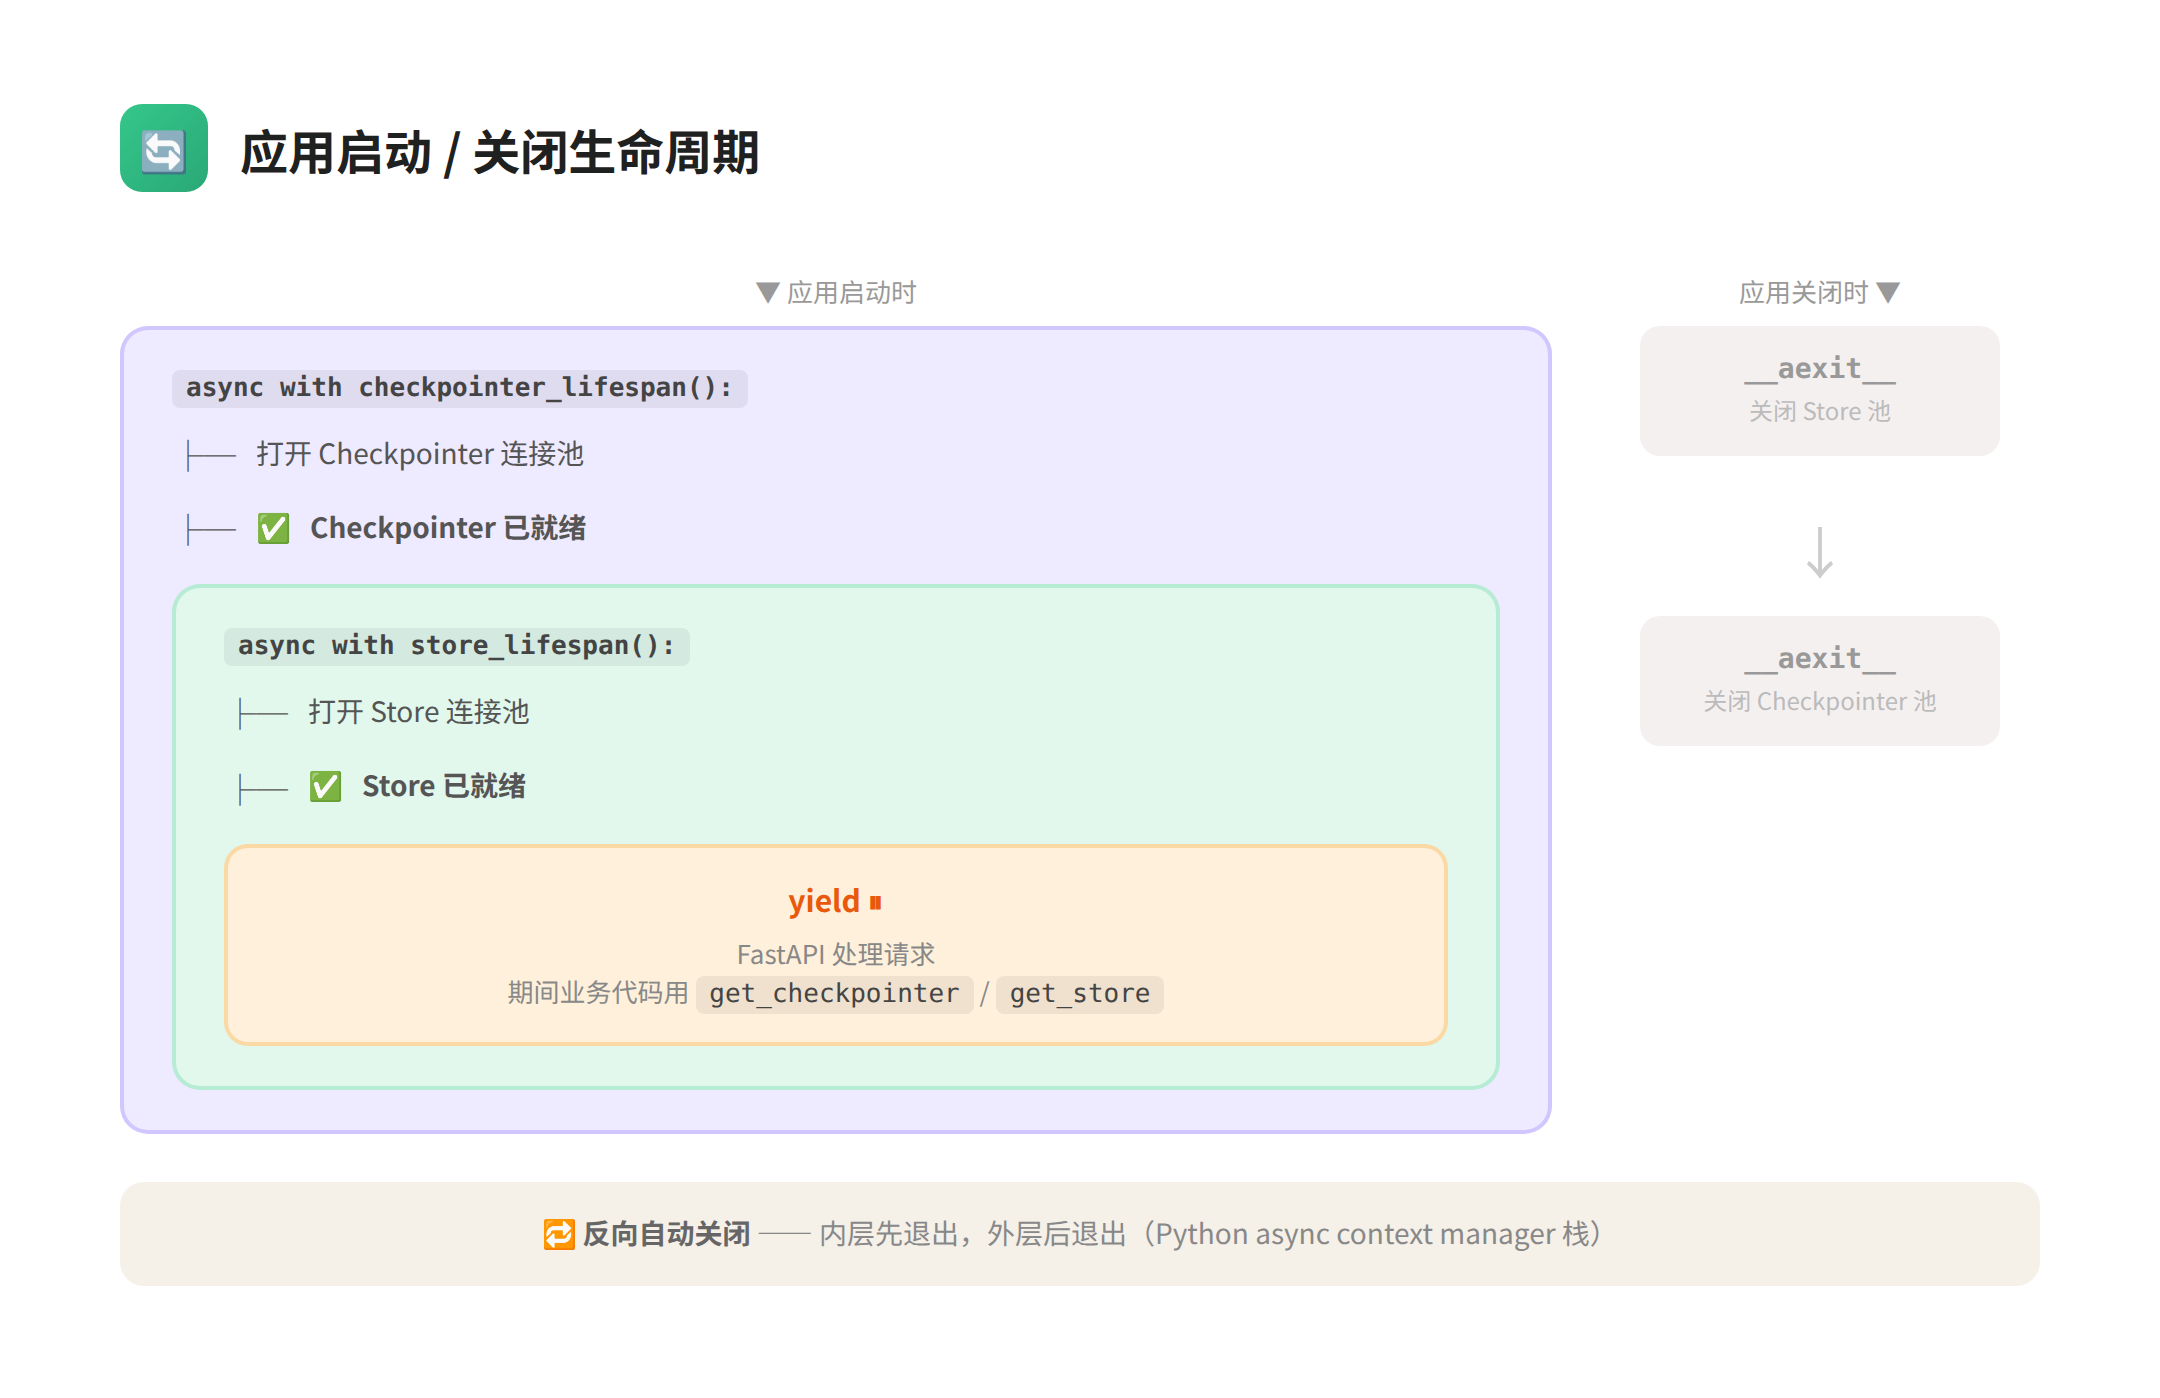 应用启动 / 关闭生命周期
▼ 应用启动时
async with checkpointer_lifespan():
├── 打开 Checkpointer 连接池
├── ✅ Checkpointer 已就绪
async with store_lifespan():
├── 打开 Store 连接池
├── ✅ Store 已就绪
yield ⏸
FastAPI 处理请求
期间业务代码用 get_checkpointer / get_store
应用关闭时 ▼
__aexit__
关闭 Store 池
↓
__aexit__
关闭 Checkpointer 池
🔁 反向自动关闭 —— 内层先退出，外层后退出（Python async context manager 栈）